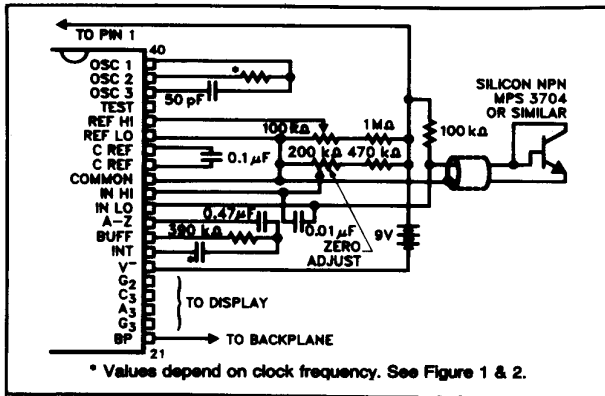 TO PIN 1
40
OSC 1
OSC 2
*
OSC 3
50 pF
TEST
REF HI
REF LO
C REF
C REF
0.1 μF
COMMON
IN HI
IN LO
A-Z
0.47 μF
BUFF
390 kΩ
INT
*
V⁻
G2
C3
A3
G3
BP
21
100 kΩ
1MΩ
200 kΩ
470 kΩ
0.01 μF
ZERO
ADJUST
9V
100 kΩ
SILICON NPN
MPS 3704
OR SIMILAR
TO DISPLAY
TO BACKPLANE
* Values depend on clock frequency. See Figure 1 & 2.